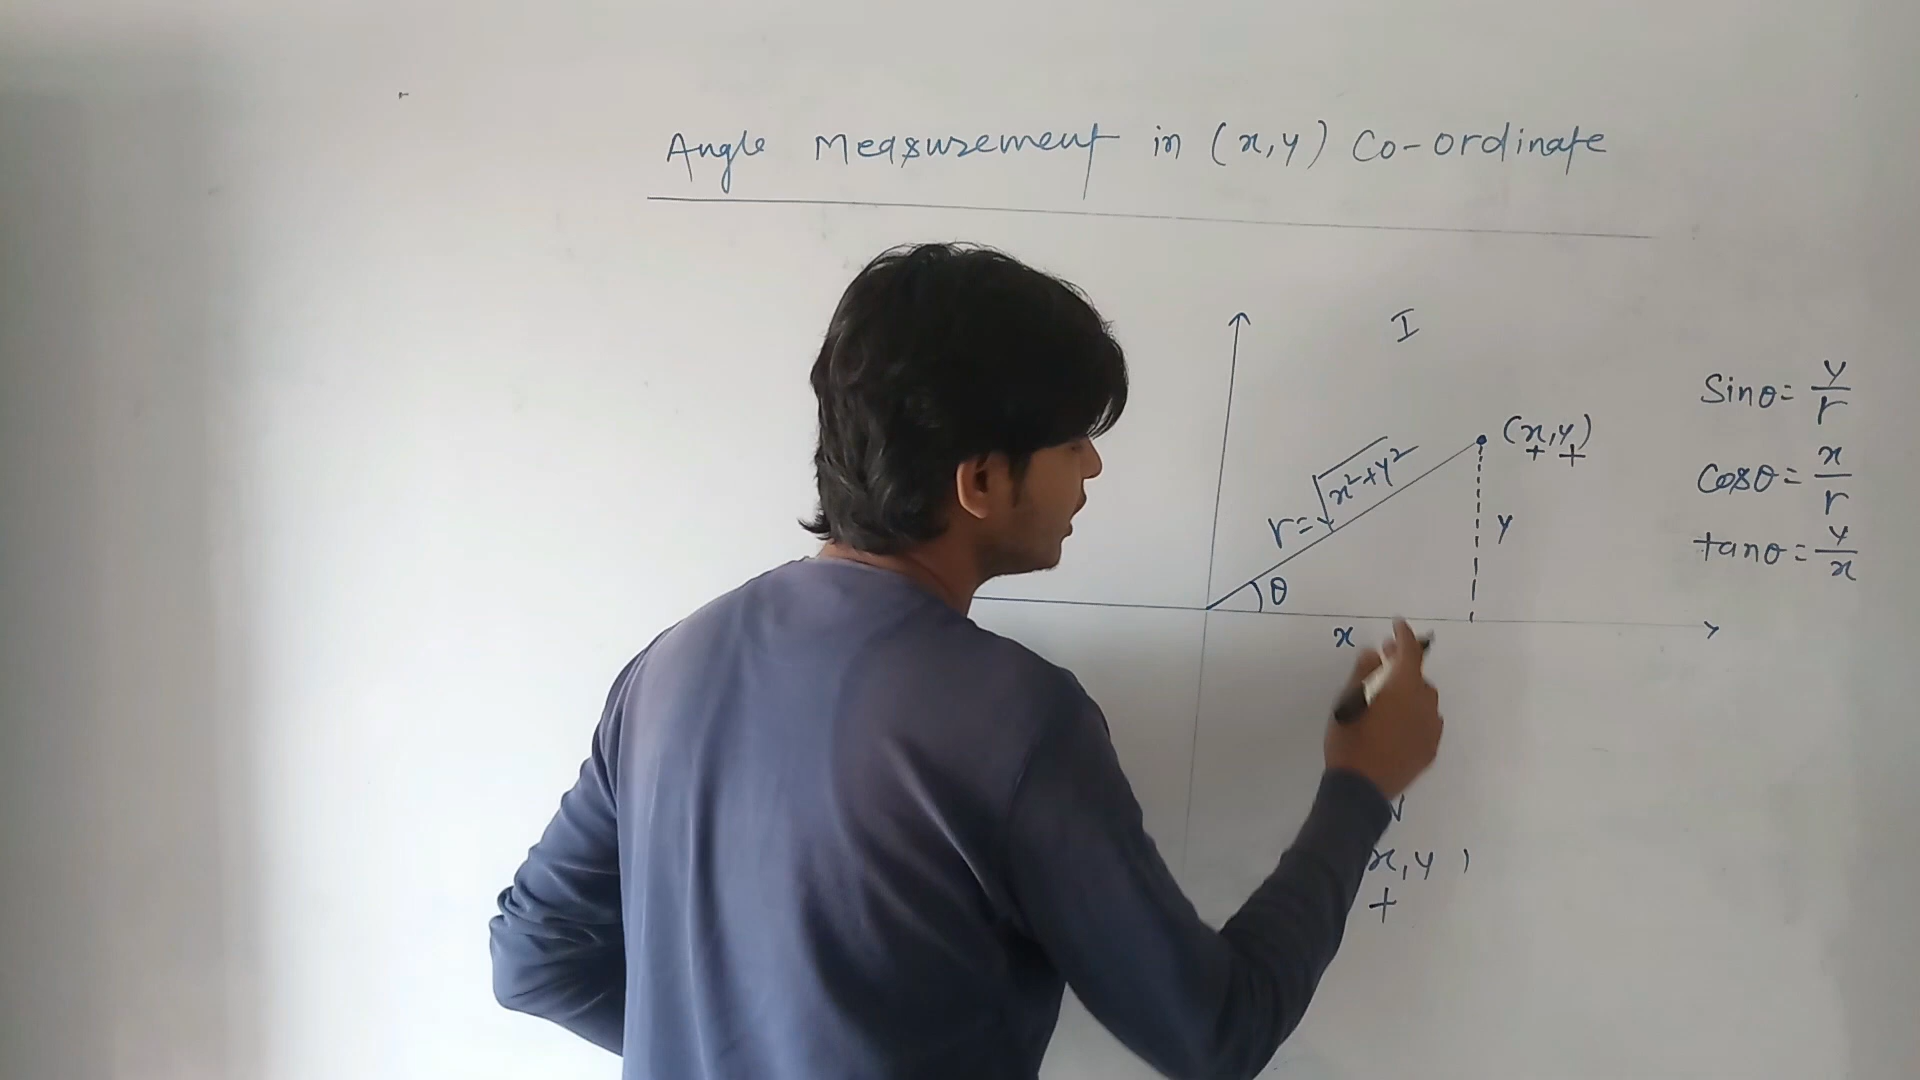 Angle Measurement in (x,y) Co-ordinate
I
(x,y)
+ +
r=√x²+y²
y
θ
x
Sinθ= y/r
Cosθ= x/r
tanθ= y/x
x,y )
+